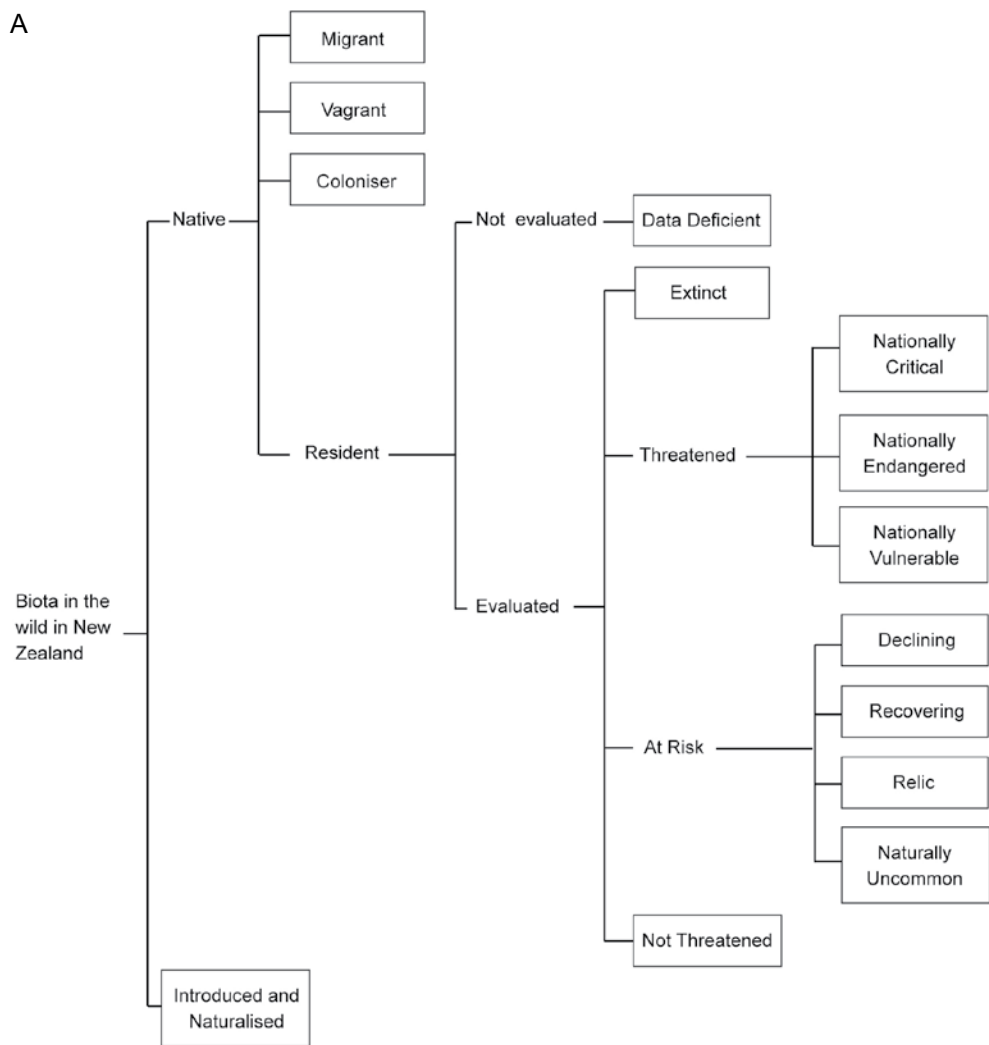 A
Migrant
Vagrant
Coloniser
Native
Not evaluated
Data Deficient
Extinct
Nationally
Critical
Resident
Threatened
Nationally
Endangered
Nationally
Vulnerable
Biota in the
wild in New
Zealand
Evaluated
Declining
Recovering
At Risk
Relic
Naturally
Uncommon
Not Threatened
Introduced and
Naturalised